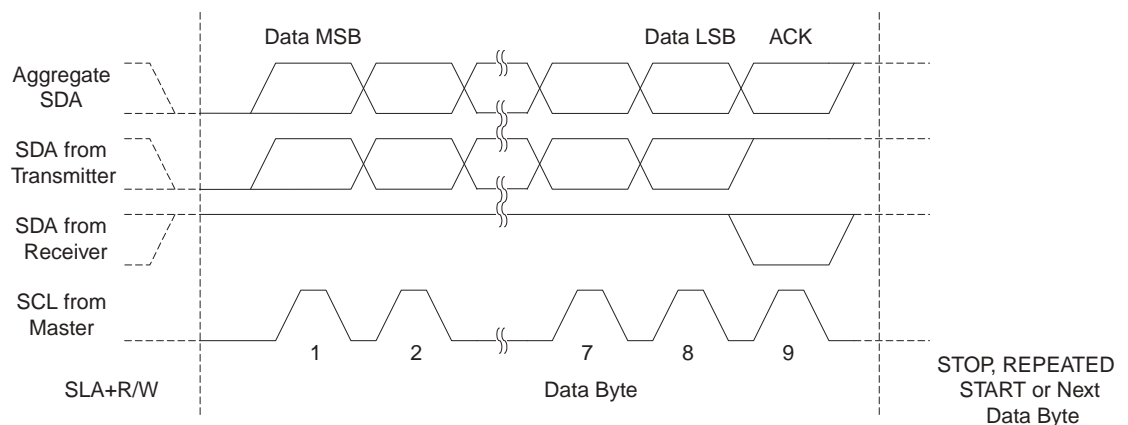 Data MSB
Data LSB
ACK
Aggregate
SDA
SDA from
Transmitter
SDA from
Receiver
SCL from
Master
1
2
7
8
9
SLA+R/W
Data Byte
STOP, REPEATED
START or Next
Data Byte